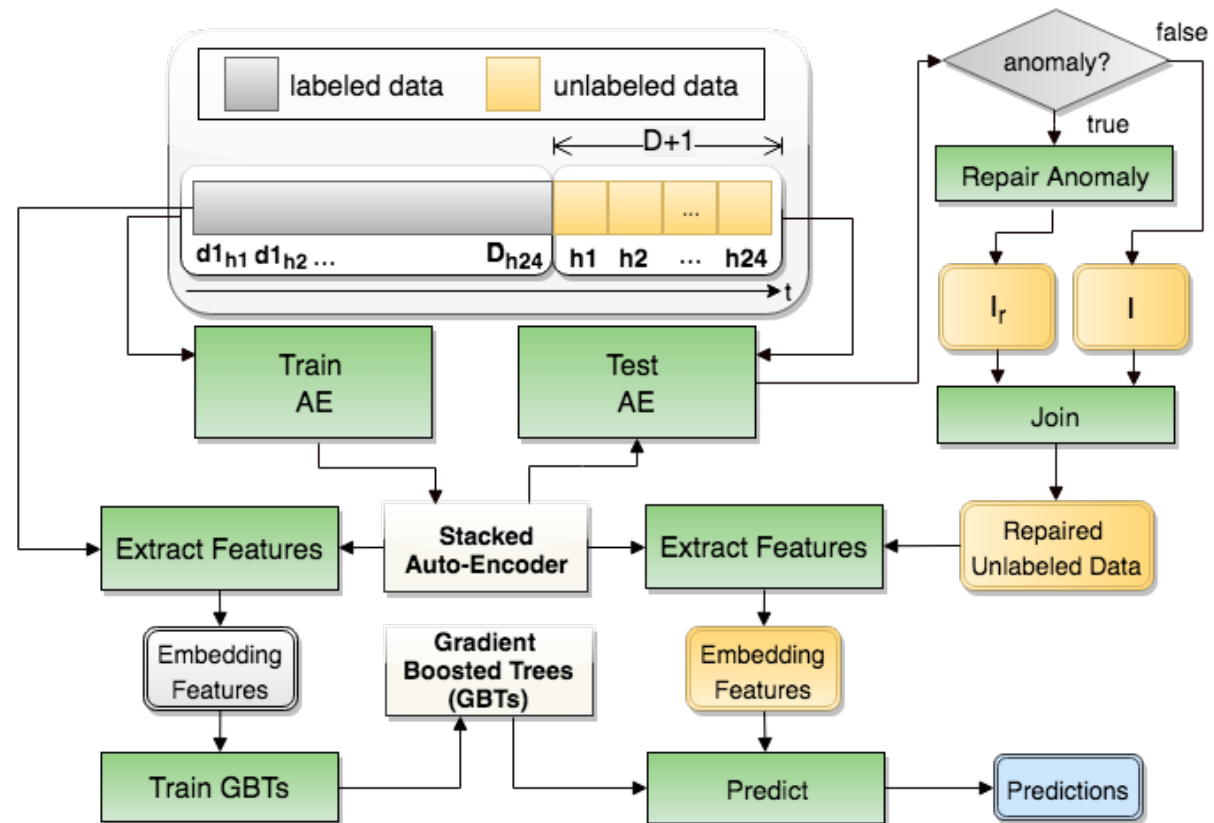 labeled data
unlabeled data
D+1
...
d1h1 d1h2 ...
Dh24
h1 h2 ... h24
t
anomaly?
false
true
Repair Anomaly
Ir
I
Join
Repaired
Unlabeled Data
Train
AE
Test
AE
Stacked
Auto-Encoder
Extract Features
Extract Features
Embedding
Features
Gradient
Boosted Trees
(GBTs)
Embedding
Features
Train GBTs
Predict
Predictions